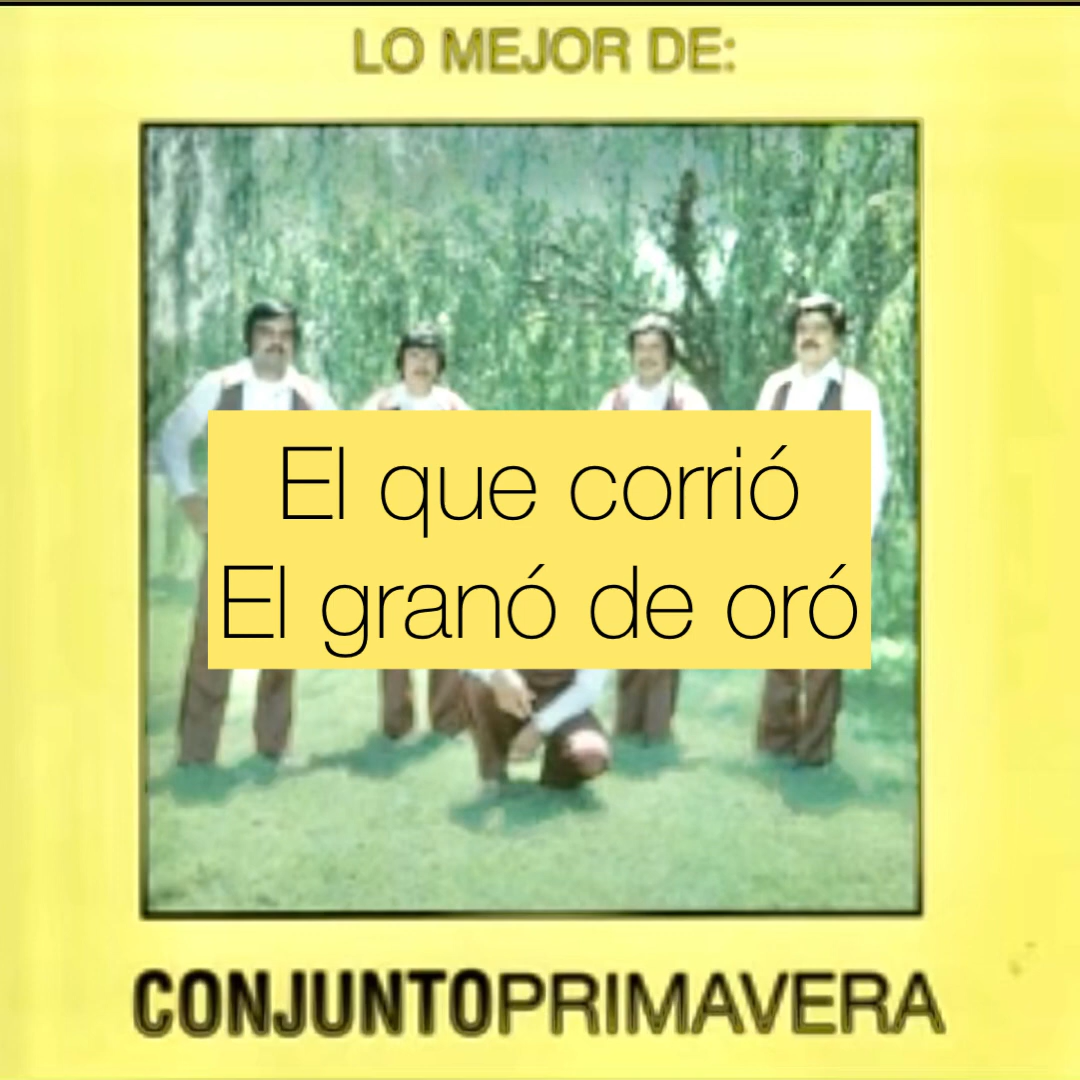 LO MEJOR DE:
El que corrió
El granó de oró
CONJUNTOPRIMAVERA